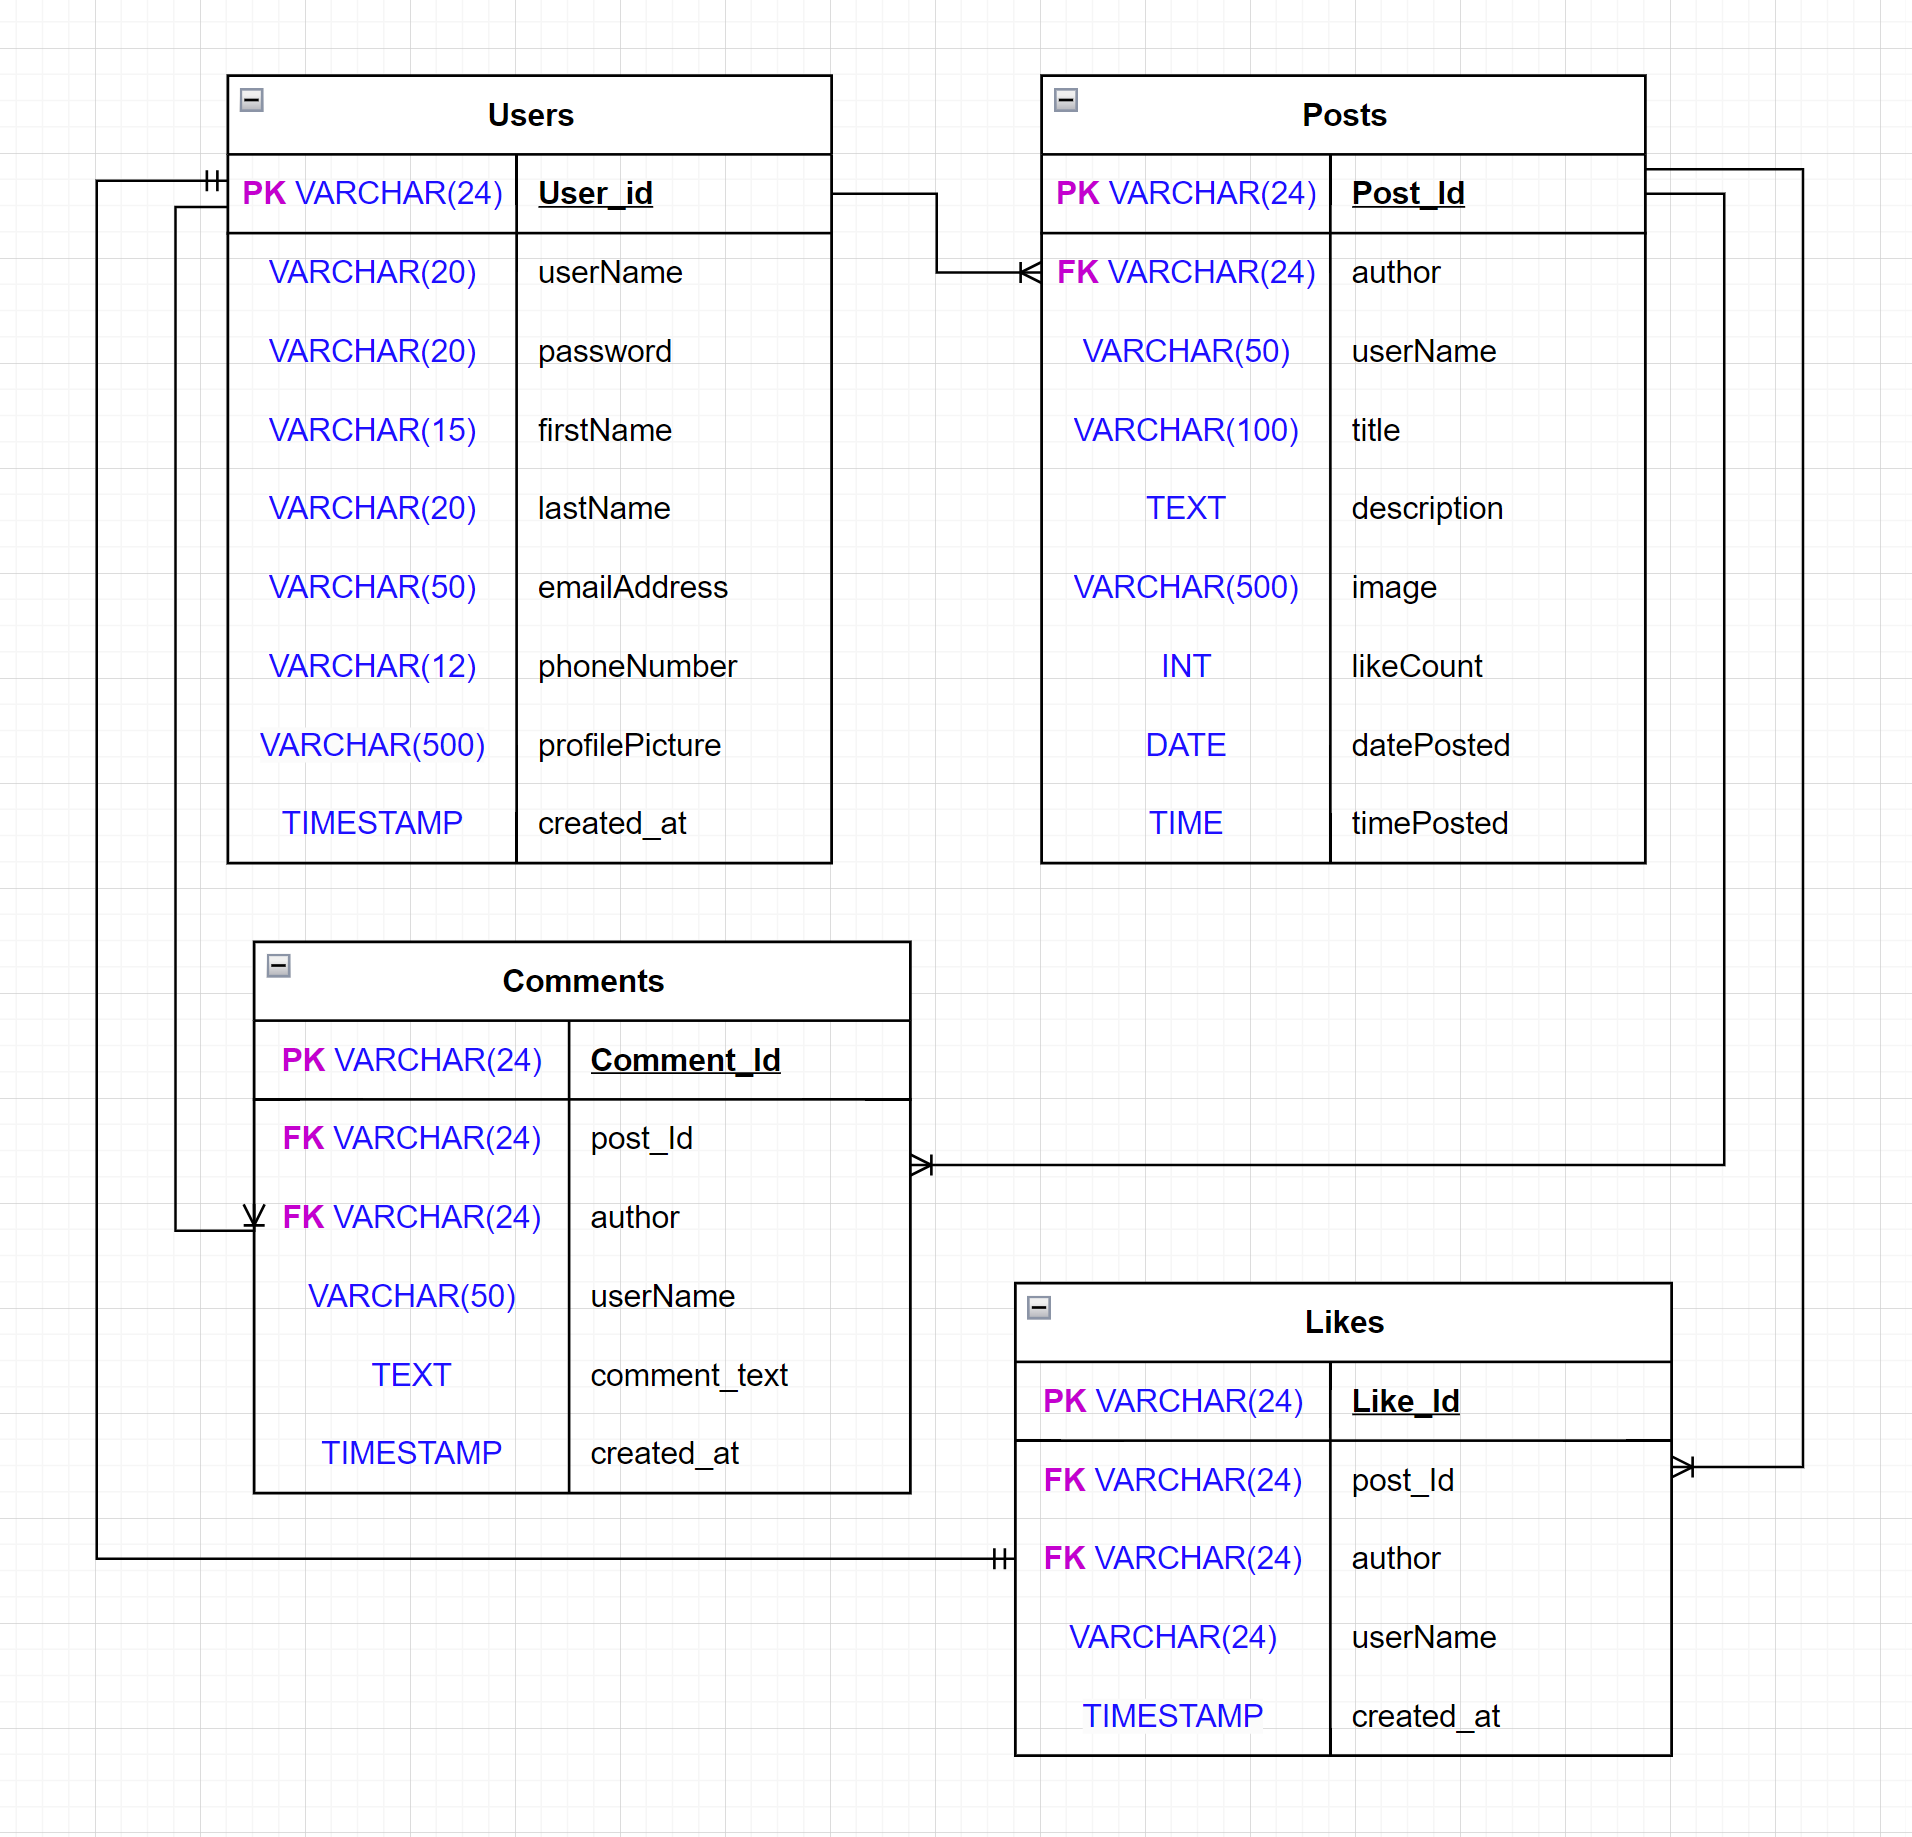 Users
PK VARCHAR(24) User_id
VARCHAR(20) userName
VARCHAR(20) password
VARCHAR(15) firstName
VARCHAR(20) lastName
VARCHAR(50) emailAddress
VARCHAR(12) phoneNumber
VARCHAR(500) profilePicture
TIMESTAMP created_at
Posts
PK VARCHAR(24) Post_Id
FK VARCHAR(24) author
VARCHAR(50) userName
VARCHAR(100) title
TEXT description
VARCHAR(500) image
INT likeCount
DATE datePosted
TIME timePosted
Comments
PK VARCHAR(24) Comment_Id
FK VARCHAR(24) post_Id
FK VARCHAR(24) author
VARCHAR(50) userName
TEXT comment_text
TIMESTAMP created_at
Likes
PK VARCHAR(24) Like_Id
FK VARCHAR(24) post_Id
FK VARCHAR(24) author
VARCHAR(24) userName
TIMESTAMP created_at